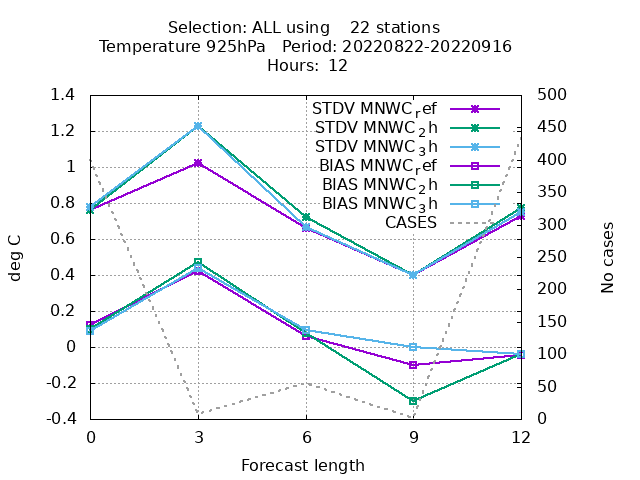 Selection: ALL using    22 stations
Temperature 925hPa   Period: 20220822-20220916
Hours:  12
1.4
1.2
1
0.8
0.6
0.4
0.2
0
-0.2
-0.4
deg C
STDV MNWC_ref
STDV MNWC_2h
STDV MNWC_3h
BIAS MNWC_ref
BIAS MNWC_2h
BIAS MNWC_3h
CASES
500
450
400
350
300
250
200
150
100
50
0
No cases
0 3 6 9 12
Forecast length